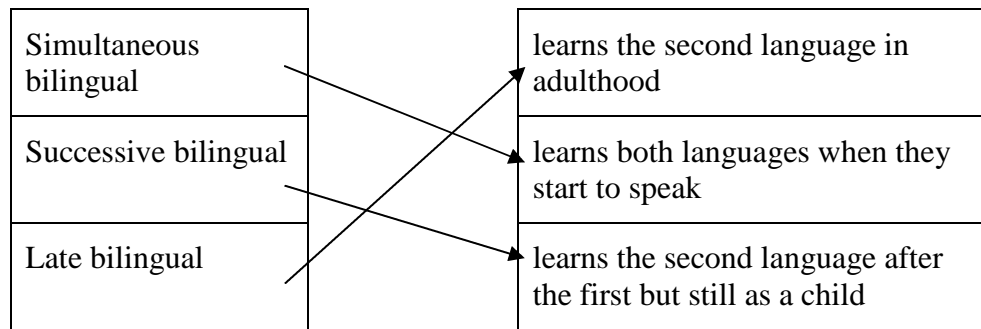 Simultaneous
bilingual
learns the second language in
adulthood
Successive bilingual
learns both languages when they
start to speak
Late bilingual
learns the second language after
the first but still as a child